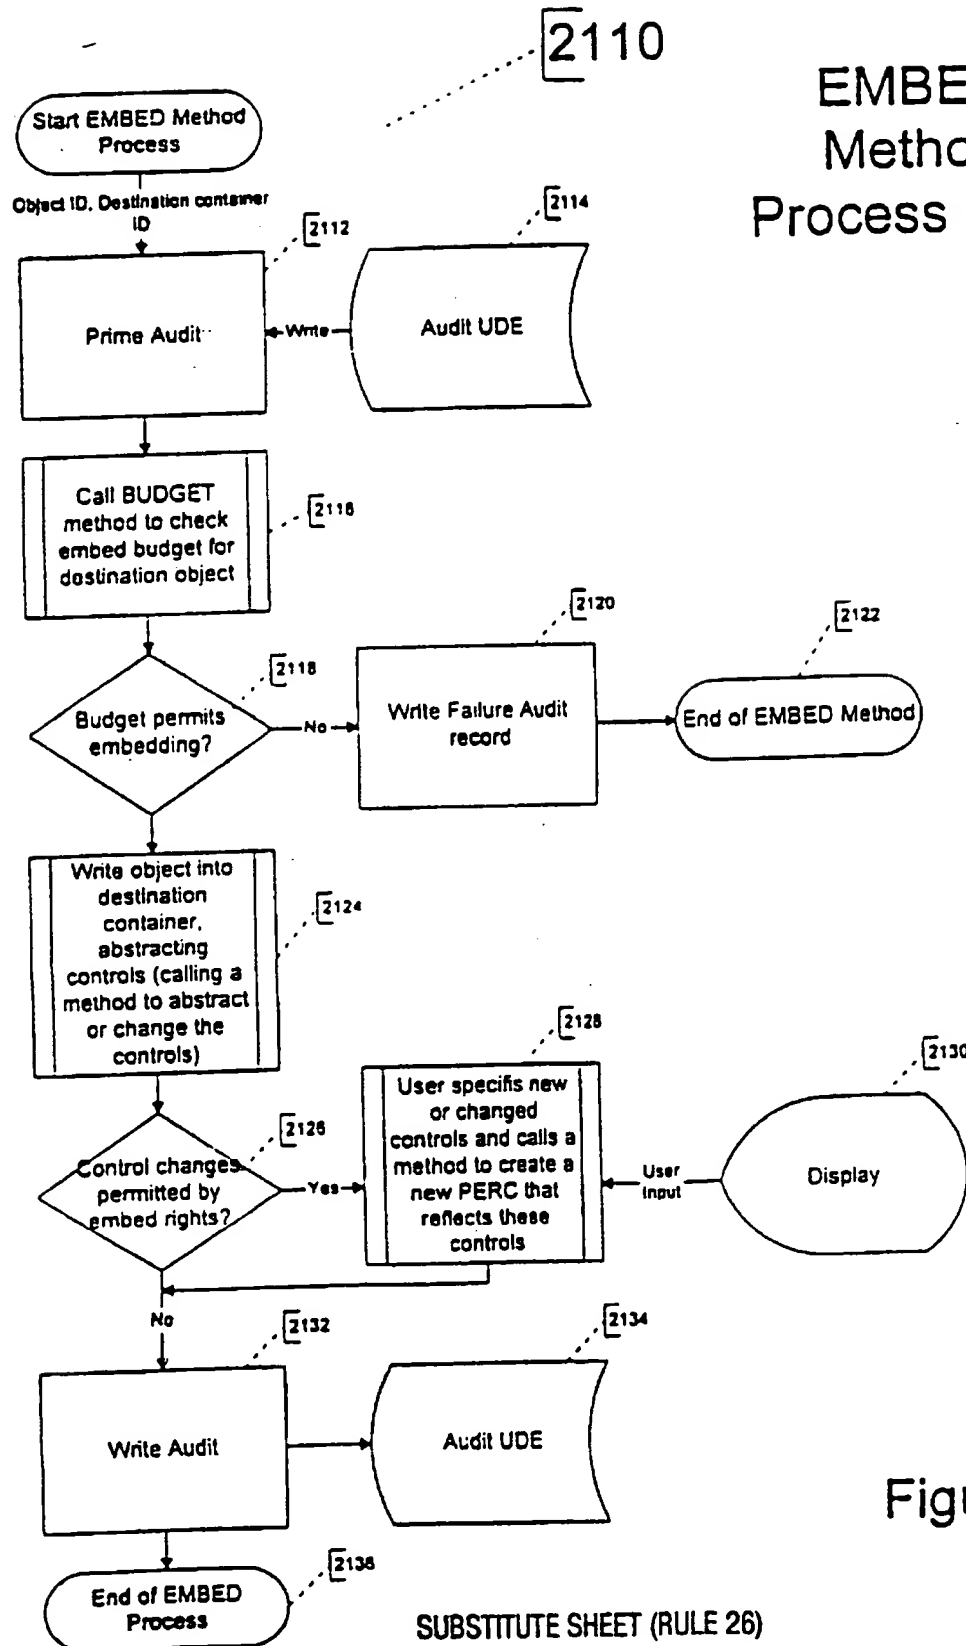 2110
EMBE
Metho
Process
Start EMBED Method
Process
Object ID, Destination container
ID
2112
2114
Prime Audit
Write
Audit UDE
Call BUDGET
method to check
embed budget for
destination object
2116
2118
2120
2122
Budget permits
embedding?
No
Write Failure Audit
record
End of EMBED Method
Write object into
destination
container,
abstracting
controls (calling a
method to abstract
or change the
controls)
2124
2126
2128
2130
Control changes
permitted by
embed rights?
Yes
User specifis new
or changed
controls and calls a
method to create a
new PERC that
reflects these
controls
User
Input
Display
No
2132
2134
Write Audit
Audit UDE
Figu
2136
End of EMBED
Process
SUBSTITUTE SHEET (RULE 26)